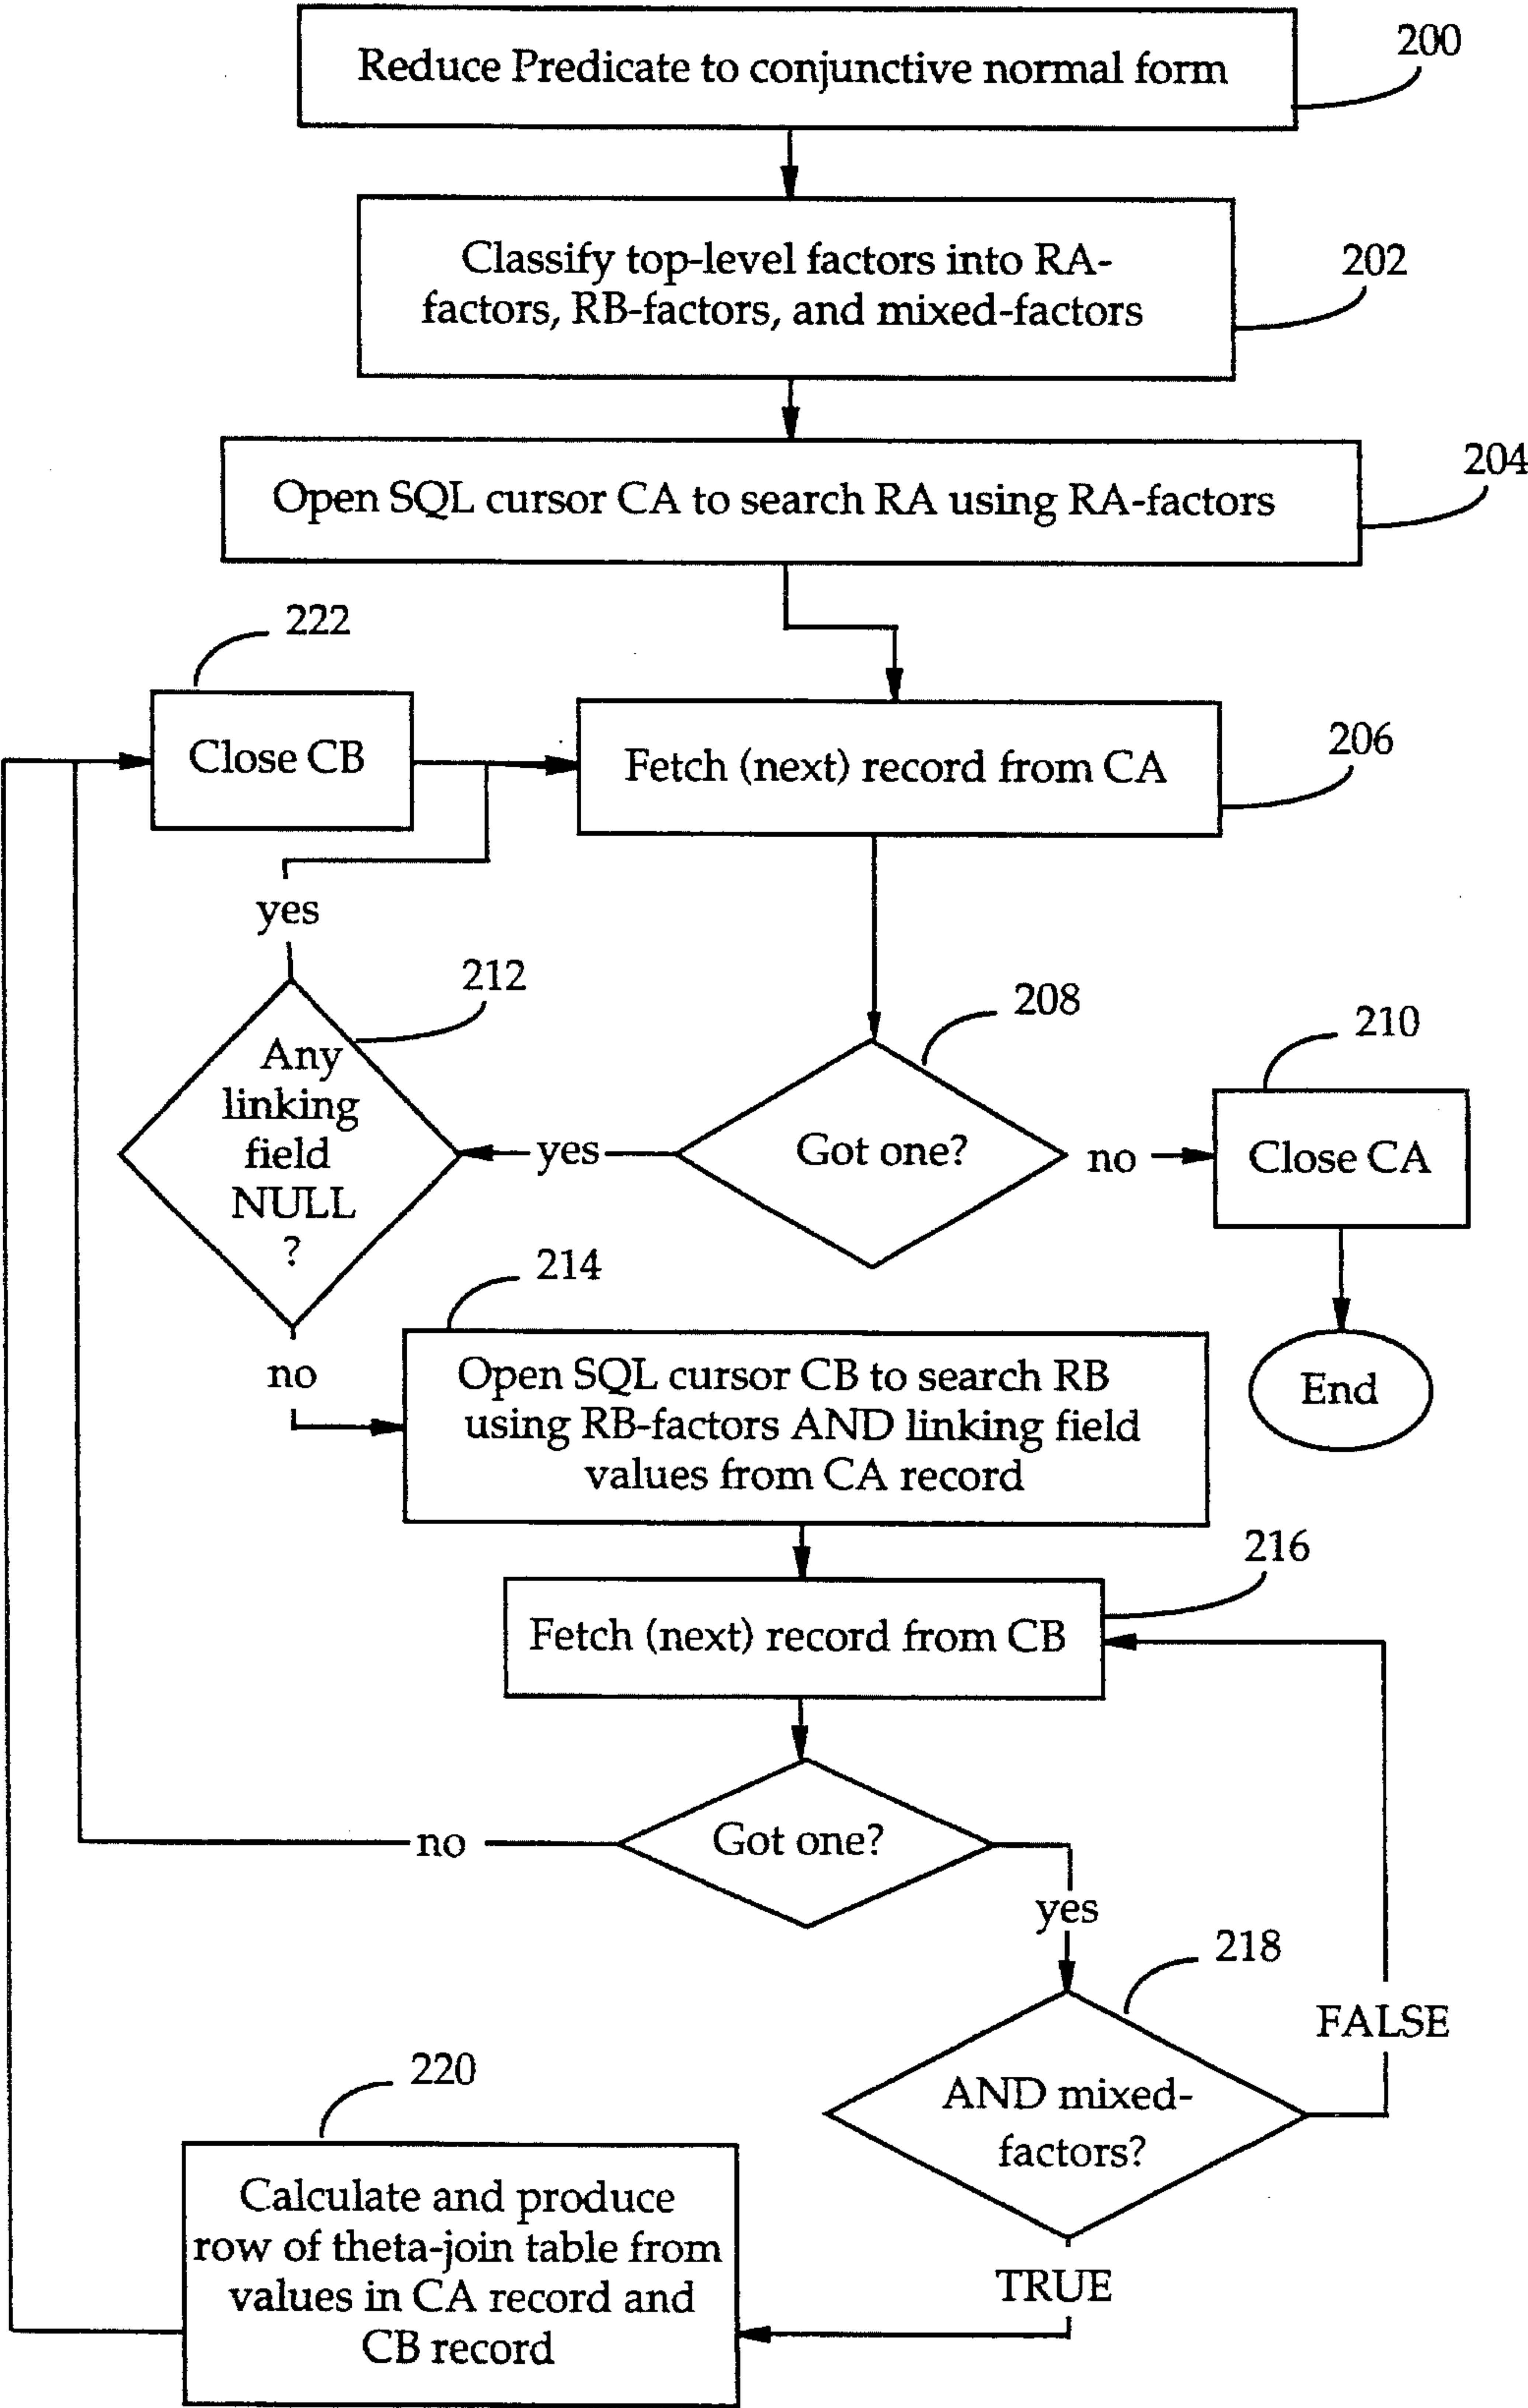 Reduce Predicate to conjunctive normal form
200
Classify top-level factors into RA-
factors, RB-factors, and mixed-factors
202
Open SQL cursor CA to search RA using RA-factors
204
222
Close CB
Fetch (next) record from CA
206
yes
212
Any
linking
field
NULL
?
yes
208
Got one?
no
210
Close CA
End
no
214
Open SQL cursor CB to search RB
using RB-factors AND linking field
values from CA record
216
Fetch (next) record from CB
no
Got one?
yes
218
AND mixed-
factors?
FALSE
TRUE
220
Calculate and produce
row of theta-join table from
values in CA record and
CB record